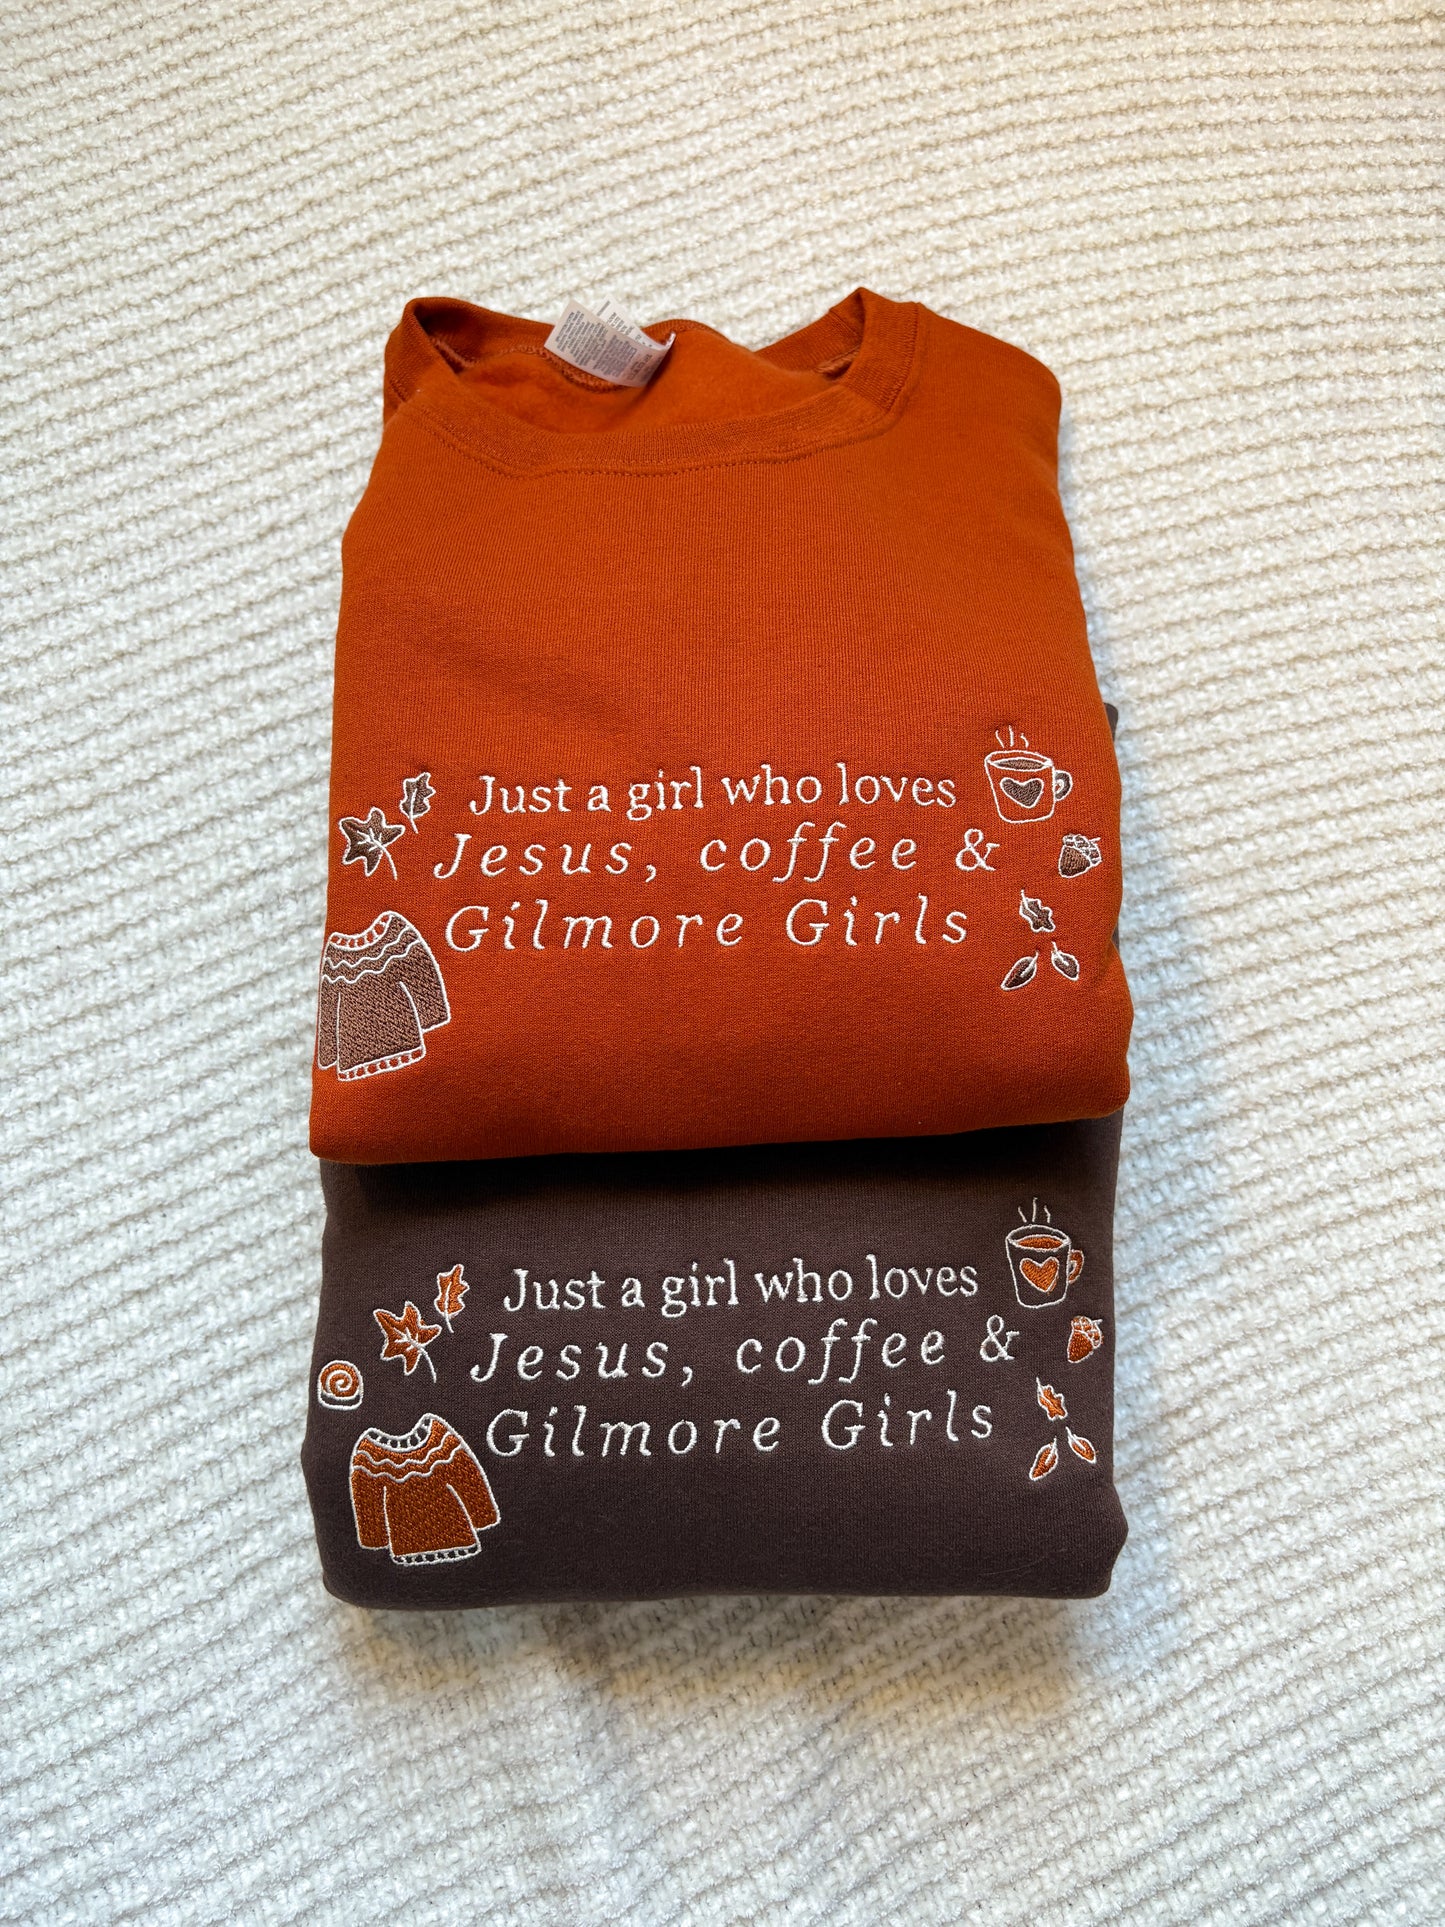 Just a girl who loves
Jesus, coffee &
Gilmore Girls
Just a girl who loves
Jesus, coffee &
Gilmore Girls